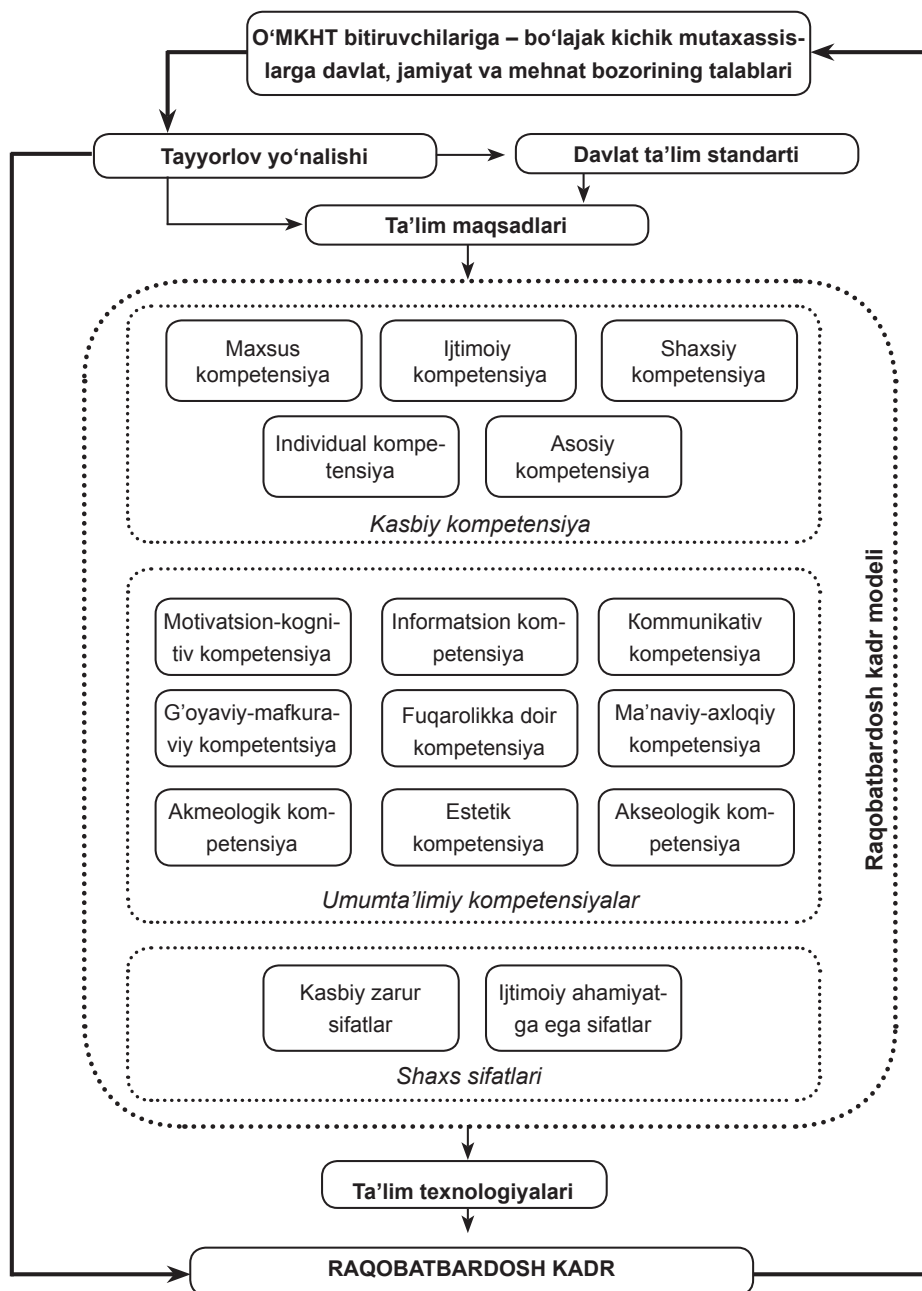 O‘MKHT bitiruvchilariga – bo‘lajak kichik mutaxassis-
larga davlat, jamiyat va mehnat bozorining talablari
Tayyorlov yo‘nalishi
Davlat ta’lim standarti
Ta’lim maqsadlari
Maxsus
kompetensiya
Ijtimoiy
kompetensiya
Shaxsiy
kompetensiya
Individual kompe-
tensiya
Asosiy
kompetensiya
Kasbiy kompetensiya
Motivatsion-kogni-
tiv kompetensiya
Informatsion kom-
petensiya
Kommunikativ
kompetensiya
G’oyaviy-mafkura-
viy kompetentsiya
Fuqarolikka doir
kompetensiya
Ma’naviy-axloqiy
kompetensiya
Akmeologik kom-
petensiya
Estetik
kompetensiya
Akseologik kom-
petensiya
Umumta’limiy kompetensiyalar
Kasbiy zarur
sifatlar
Ijtimoiy ahamiyat-
ga ega sifatlar
Shaxs sifatlari
Raqobatbardosh kadr modeli
Ta’lim texnologiyalari
RAQOBATBARDOSH KADR